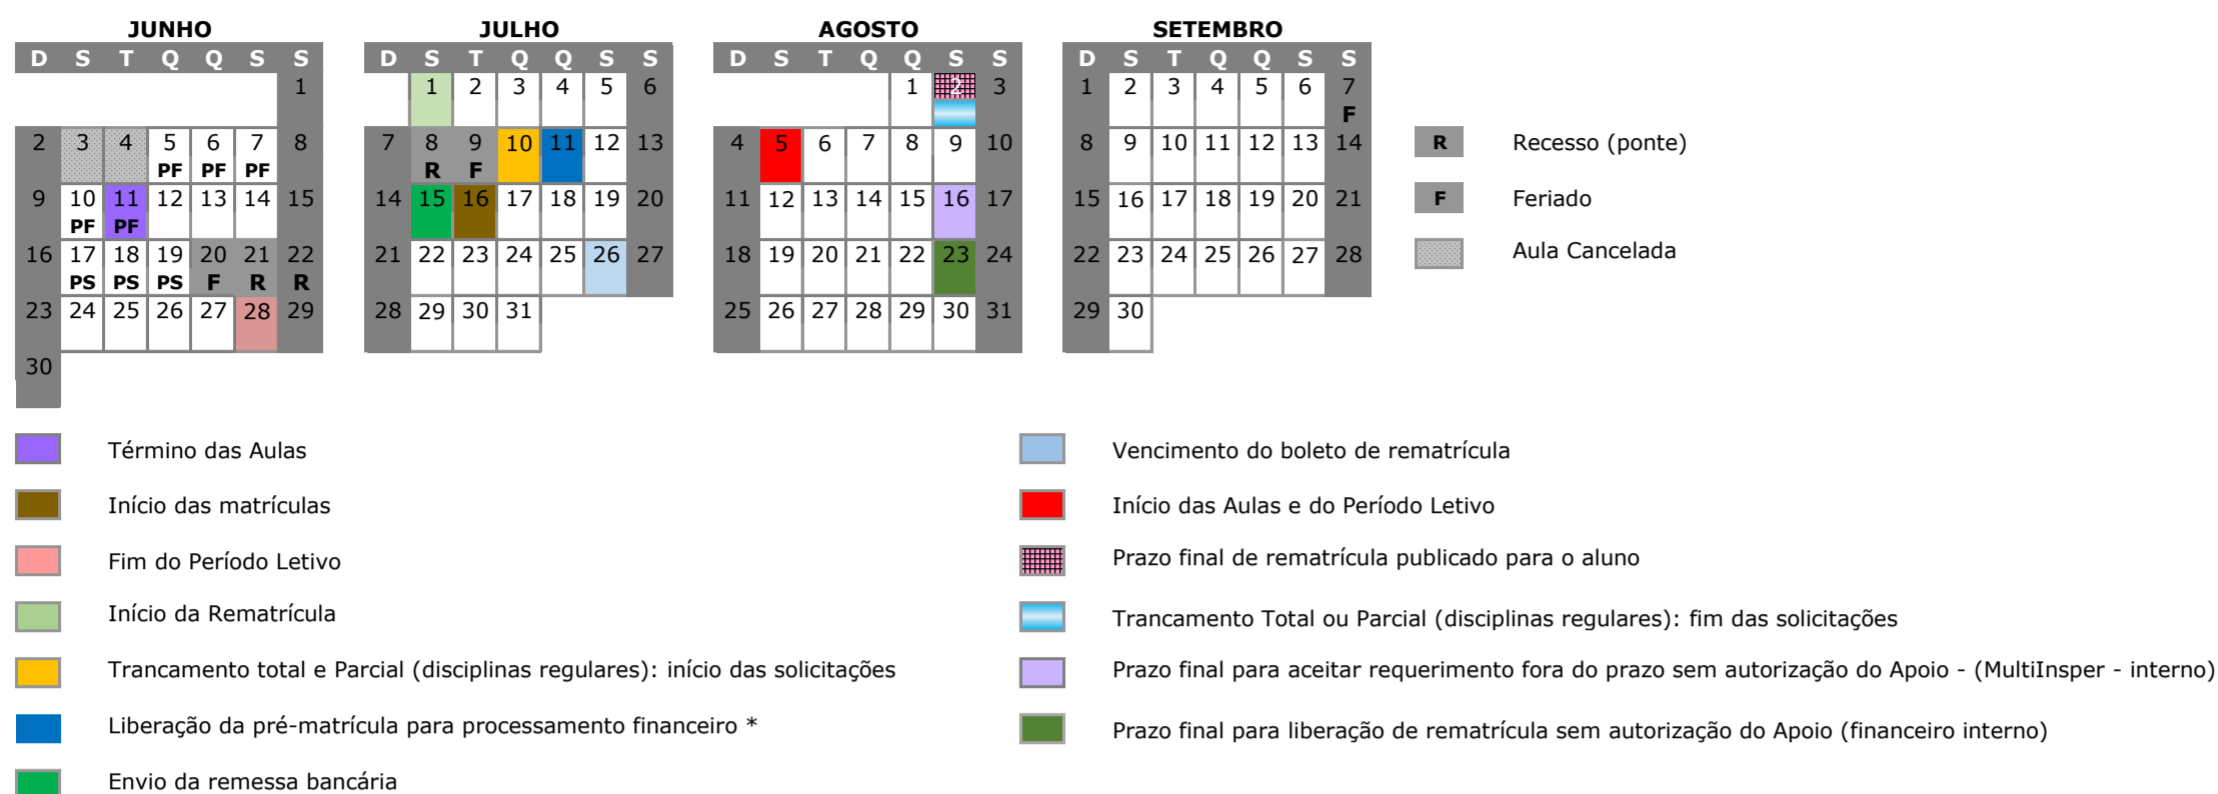 JUNHO JULHO AGOSTO SETEMBRO
D S T Q Q S S D S T Q Q S S D S T Q Q S S D S T Q Q S S
1 1 2 3 4 5 6 1 2 3 1 2 3 4 5 6 7
F
2 3 4 5 6 7 8 7 8 9 10 11 12 13 4 5 6 7 8 9 10 8 9 10 11 12 13 14 R Recesso (ponte)
PF PF PF R F
9 10 11 12 13 14 15 14 15 16 17 18 19 20 11 12 13 14 15 16 17 15 16 17 18 19 20 21 F Feriado
PF PF
16 17 18 19 20 21 22 21 22 23 24 25 26 27 18 19 20 21 22 23 24 22 23 24 25 26 27 28 Aula Cancelada
PS PS PS F R R
23 24 25 26 27 28 29 28 29 30 31 25 26 27 28 29 30 31 29 30
30
Término das Aulas
Início das matrículas
Fim do Período Letivo
Início da Rematrícula
Trancamento total e Parcial (disciplinas regulares): início das solicitações
Liberação da pré-matrícula para processamento financeiro *
Envio da remessa bancária
Vencimento do boleto de rematrícula
Início das Aulas e do Período Letivo
Prazo final de rematrícula publicado para o aluno
Trancamento Total ou Parcial (disciplinas regulares): fim das solicitações
Prazo final para aceitar requerimento fora do prazo sem autorização do Apoio - (MultiInsper - interno)
Prazo final para liberação de rematrícula sem autorização do Apoio (financeiro interno)